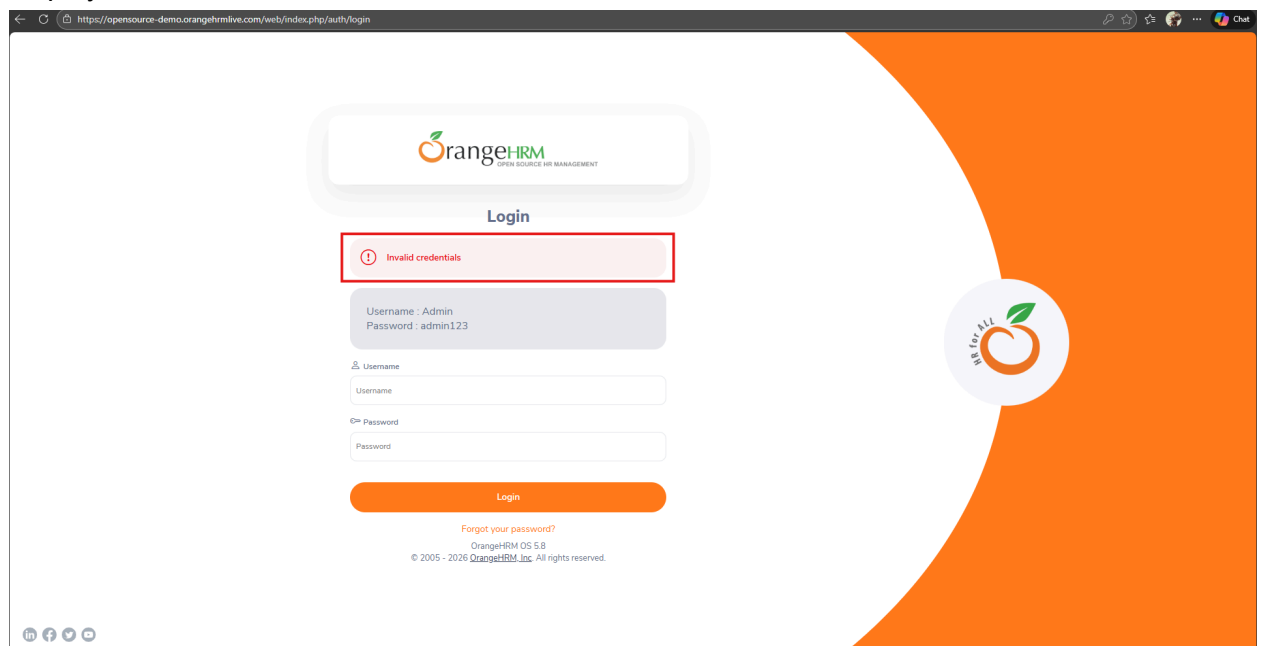 https://opensource-demo.orangehrmlive.com/web/index.php/auth/login
Chat
OrangeHRM
OPEN SOURCE HR MANAGEMENT
Login
Invalid credentials
Username : Admin
Password : admin123
Username
Username
Password
Password
Login
Forgot your password?
OrangeHRM OS 5.8
© 2005 - 2026 OrangeHRM, Inc. All rights reserved.
HR for ALL